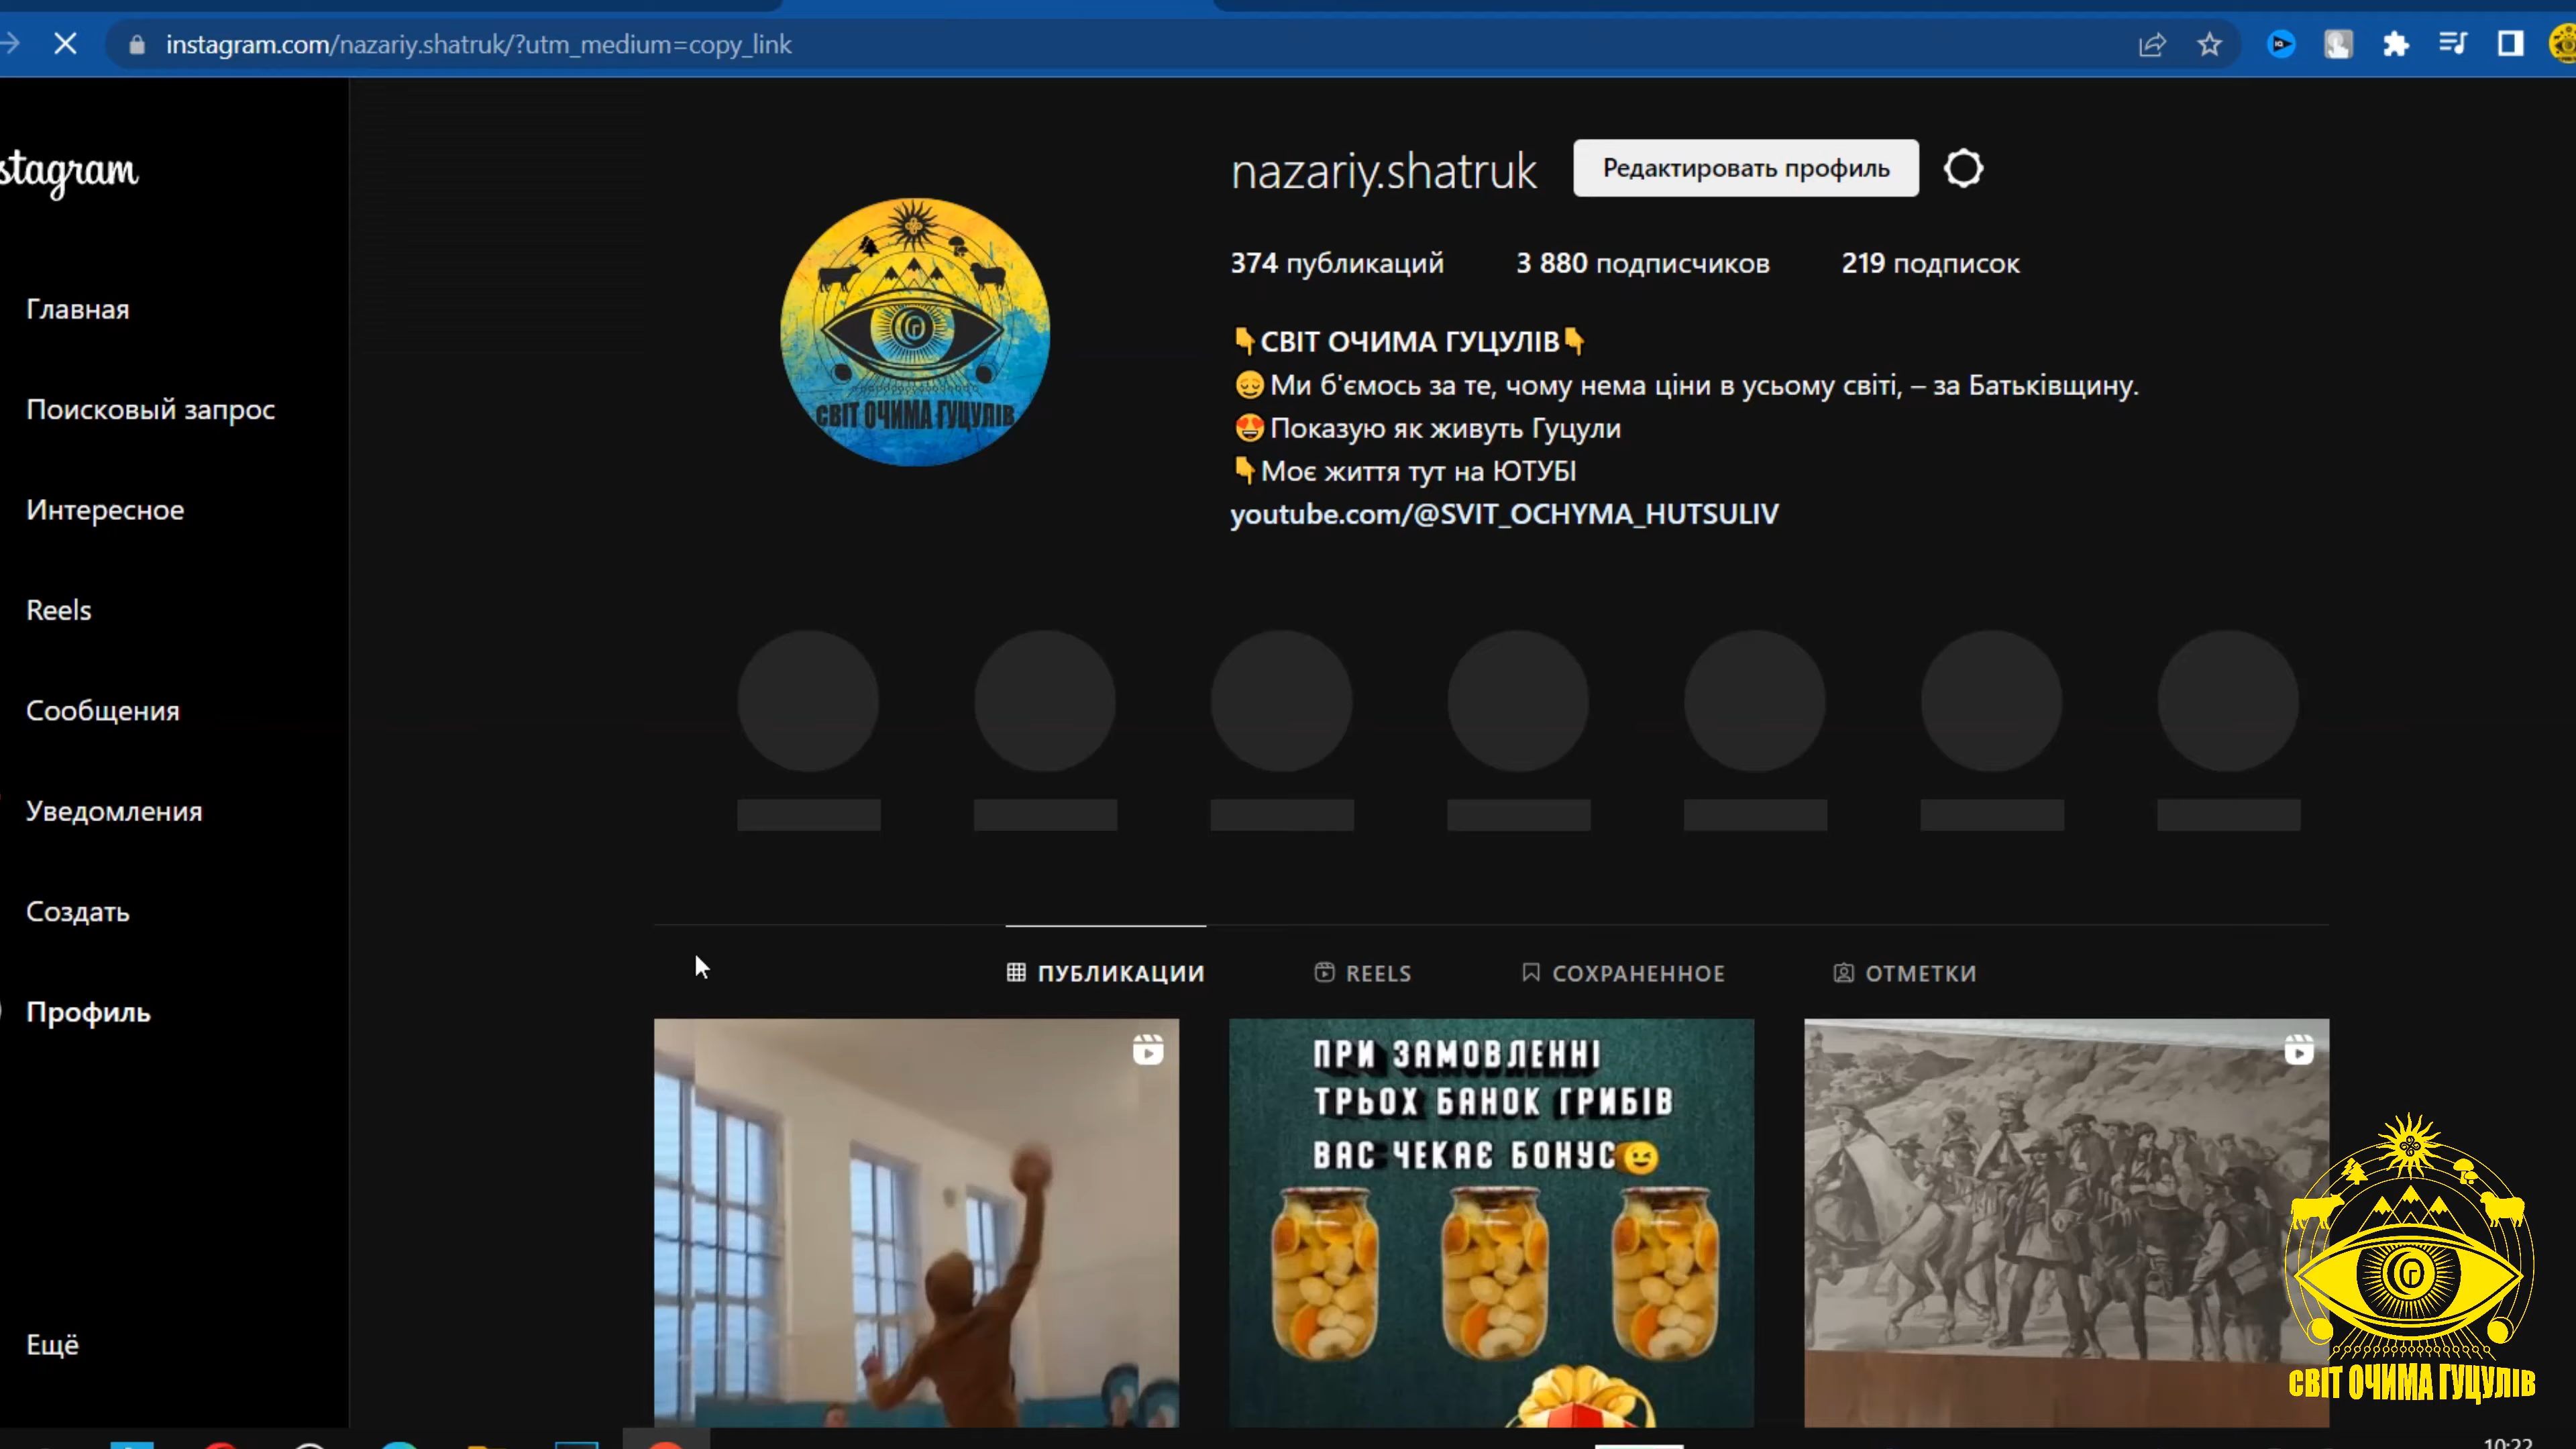 instagram.com/nazariy.shatruk/?utm_medium=copy_link
stagram
Главная
Поисковый запрос
Интересное
Reels
Сообщения
Уведомления
Создать
Профиль
Ещё
nazariy.shatruk
Редактировать профиль
374 публикаций 3 880 подписчиков 219 подписок
👇СВІТ ОЧИМА ГУЦУЛІВ👇
😌Ми б'ємось за те, чому нема ціни в усьому світі, – за Батьківщину.
😍Показую як живуть Гуцули
👇Моє життя тут на ЮТУБІ
youtube.com/@SVIT_OCHYMA_HUTSULIV
СВІТ ОЧИМА ГУЦУЛІВ
ПУБЛИКАЦИИ REELS СОХРАНЕННОЕ ОТМЕТКИ
ПРИ ЗАМОВЛЕННІ
ТРЬОХ БАНОК ГРИБІВ
ВАС ЧЕКАЄ БОНУС😉
СВІТ ОЧИМА ГУЦУЛІВ
10:22